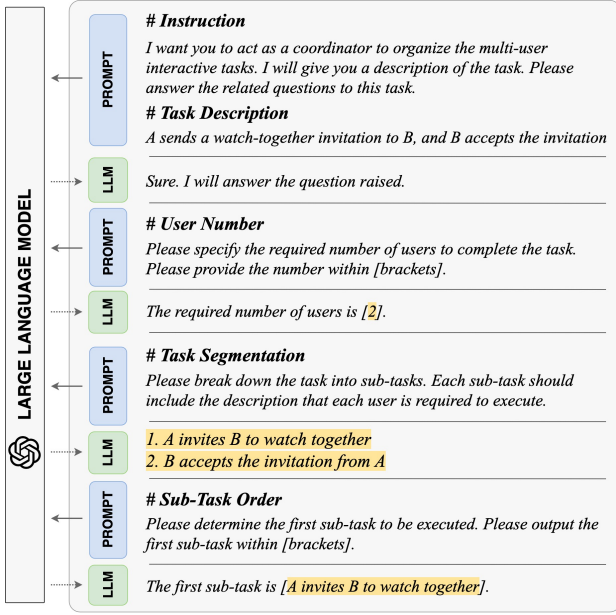 # Instruction
I want you to act as a coordinator to organize the multi-user
interactive tasks. I will give you a description of the task. Please
answer the related questions to this task.
# Task Description
A sends a watch-together invitation to B, and B accepts the invitation
PROMPT
Sure. I will answer the question raised.
LLM
# User Number
Please specify the required number of users to complete the task.
Please provide the number within [brackets].
PROMPT
The required number of users is [2].
LLM
# Task Segmentation
Please break down the task into sub-tasks. Each sub-task should
include the description that each user is required to execute.
PROMPT
1. A invites B to watch together
2. B accepts the invitation from A
LLM
# Sub-Task Order
Please determine the first sub-task to be executed. Please output the
first sub-task within [brackets].
PROMPT
The first sub-task is [A invites B to watch together].
LLM
LARGE LANGUAGE MODEL